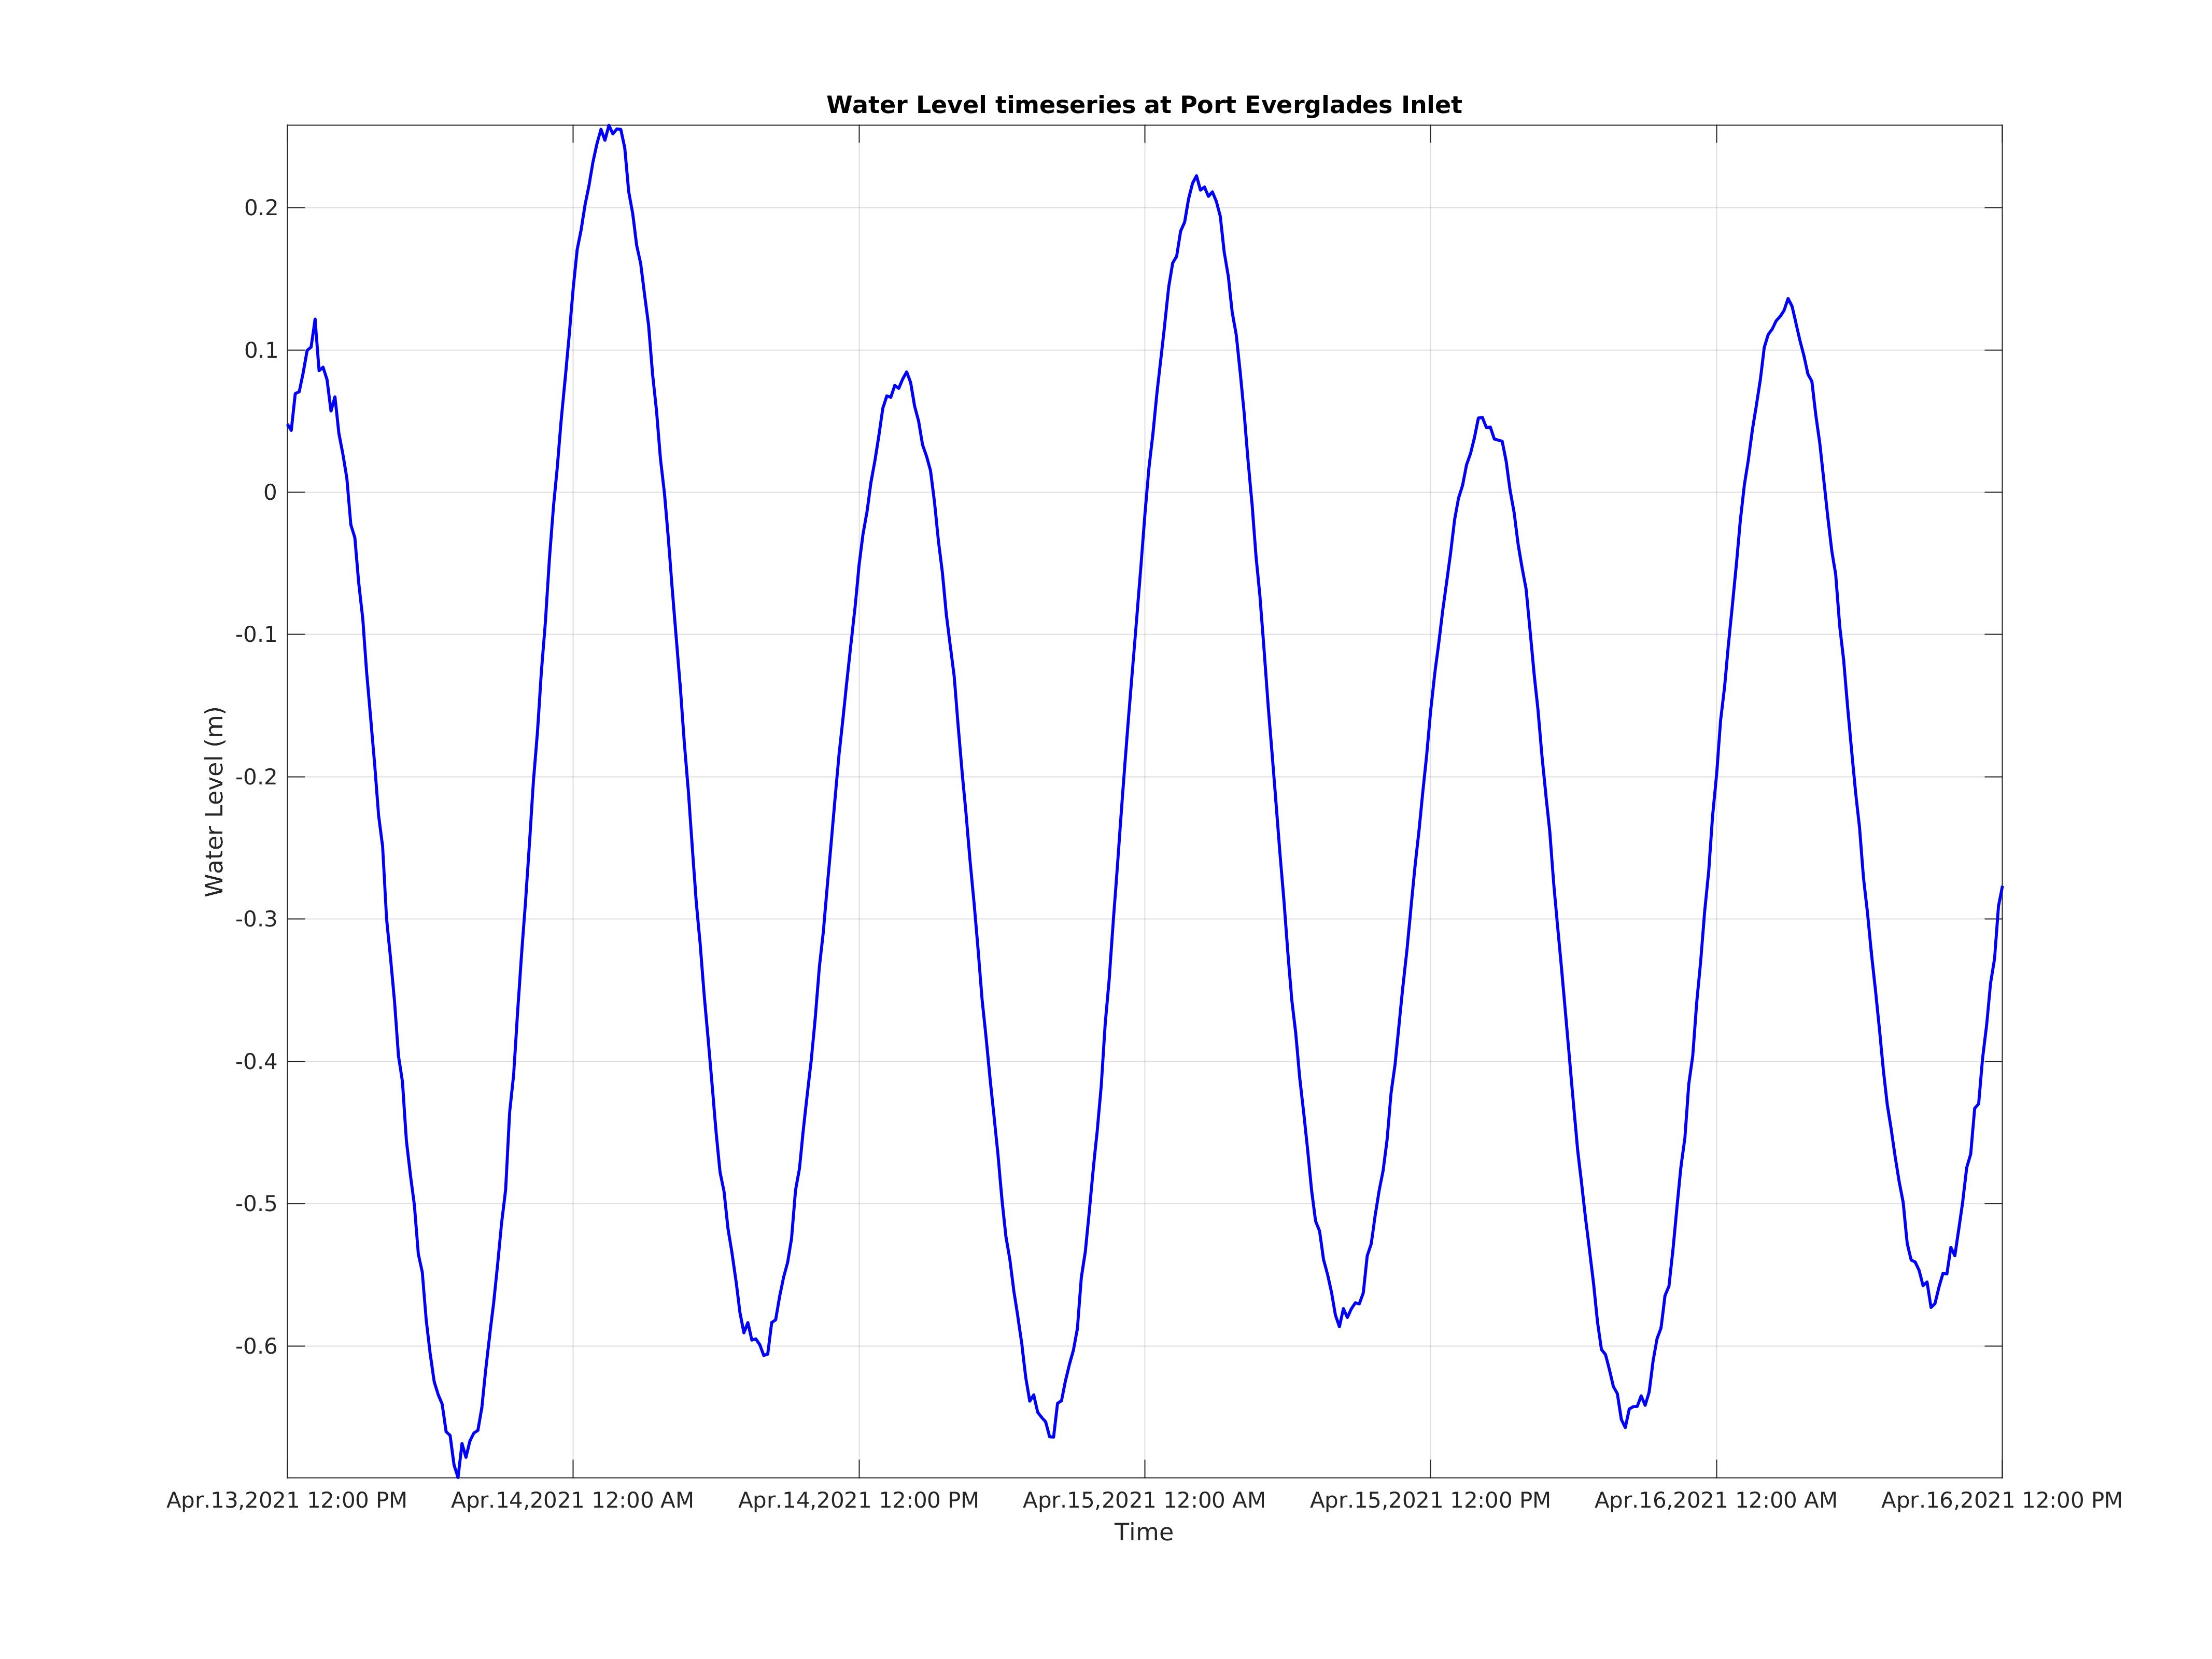 Water Level timeseries at Port Everglades Inlet
0.2
0.1
0
-0.1
-0.2
-0.3
-0.4
-0.5
-0.6
Water Level (m)
Apr.13,2021 12:00 PM Apr.14,2021 12:00 AM Apr.14,2021 12:00 PM Apr.15,2021 12:00 AM Apr.15,2021 12:00 PM Apr.16,2021 12:00 AM Apr.16,2021 12:00 PM
Time